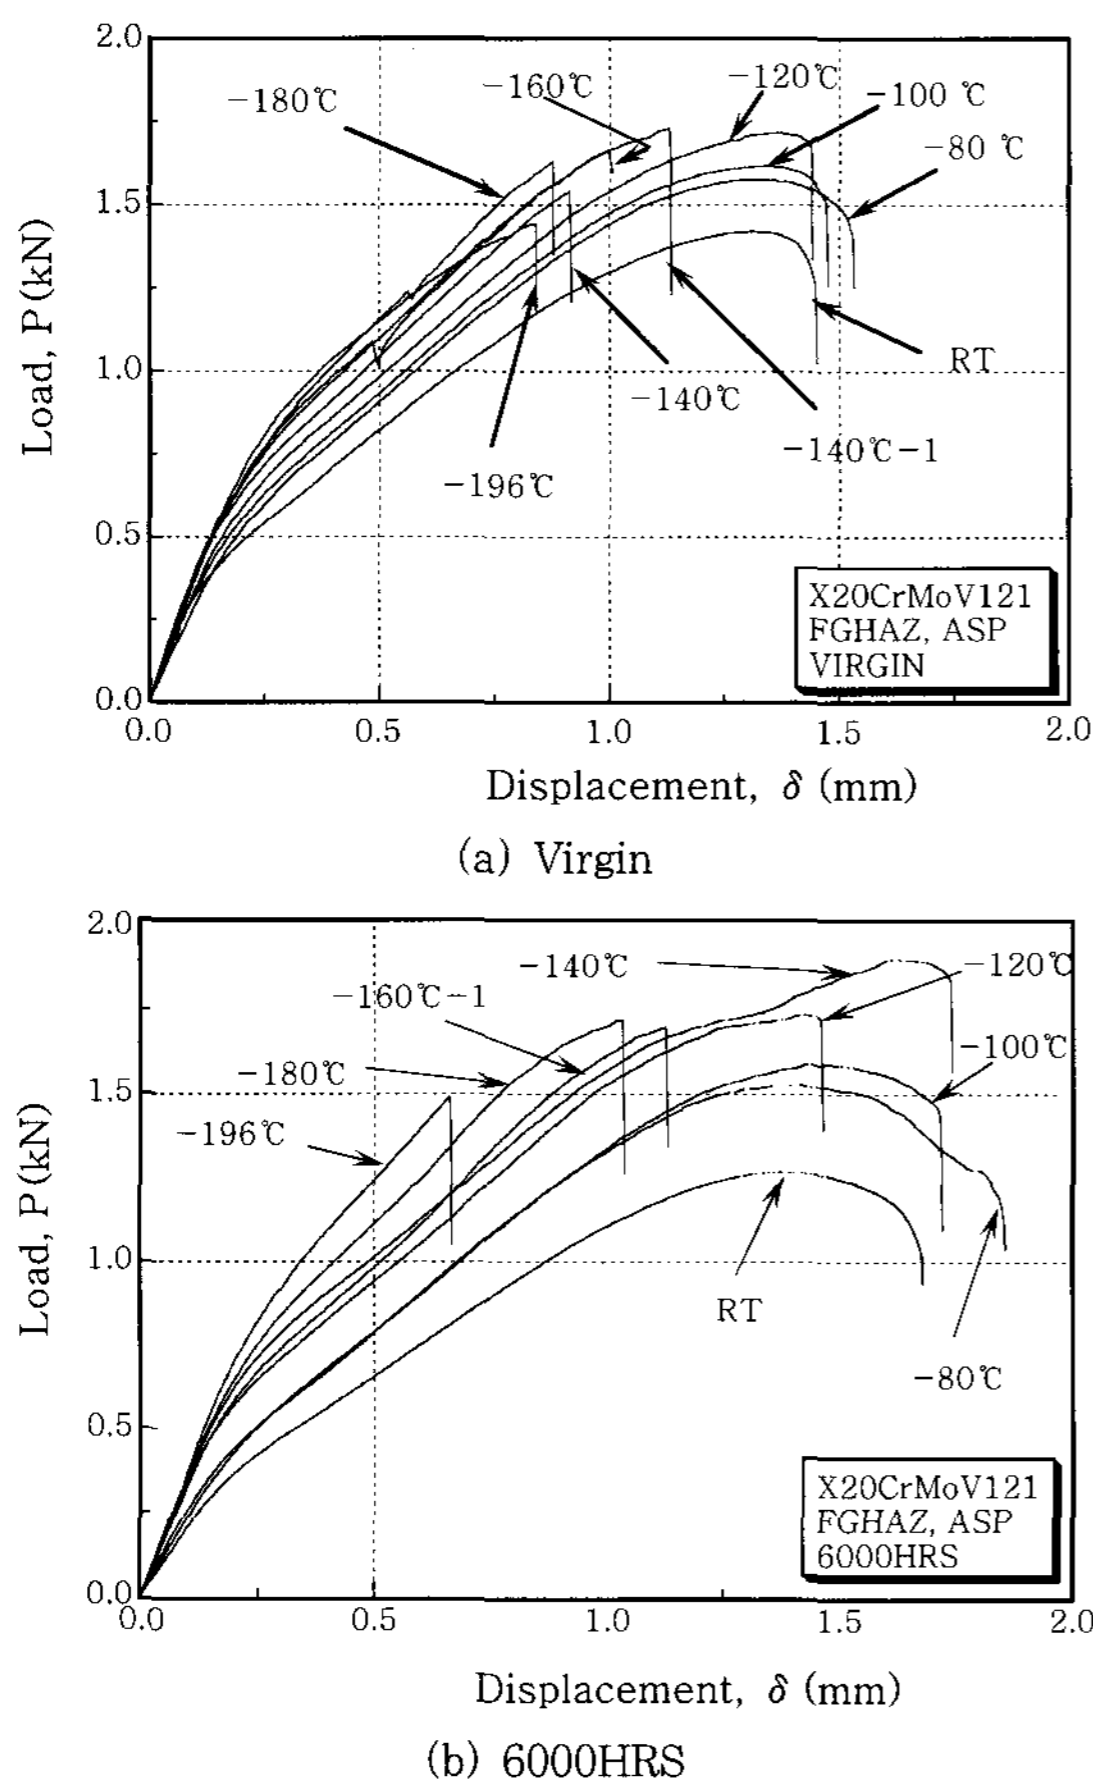 2.0
1.5
1.0
0.5
0.0
Load, P(kN)
-180℃
-160℃
-120℃
-100 ℃
-80 ℃
RT
-140℃
-140℃-1
-196℃
X20CrMoV121
FGHAZ, ASP
VIRGIN
0.0 0.5 1.0 1.5 2.0
Displacement, δ (mm)
(a) Virgin
2.0
1.5
1.0
0.5
0.0
Load, P(kN)
-140℃
-120℃
-160℃-1
-100℃
-180℃
-196℃
RT
-80℃
X20CrMoV121
FGHAZ, ASP
6000HRS
0.0 0.5 1.0 1.5 2.0
Displacement, δ (mm)
(b) 6000HRS